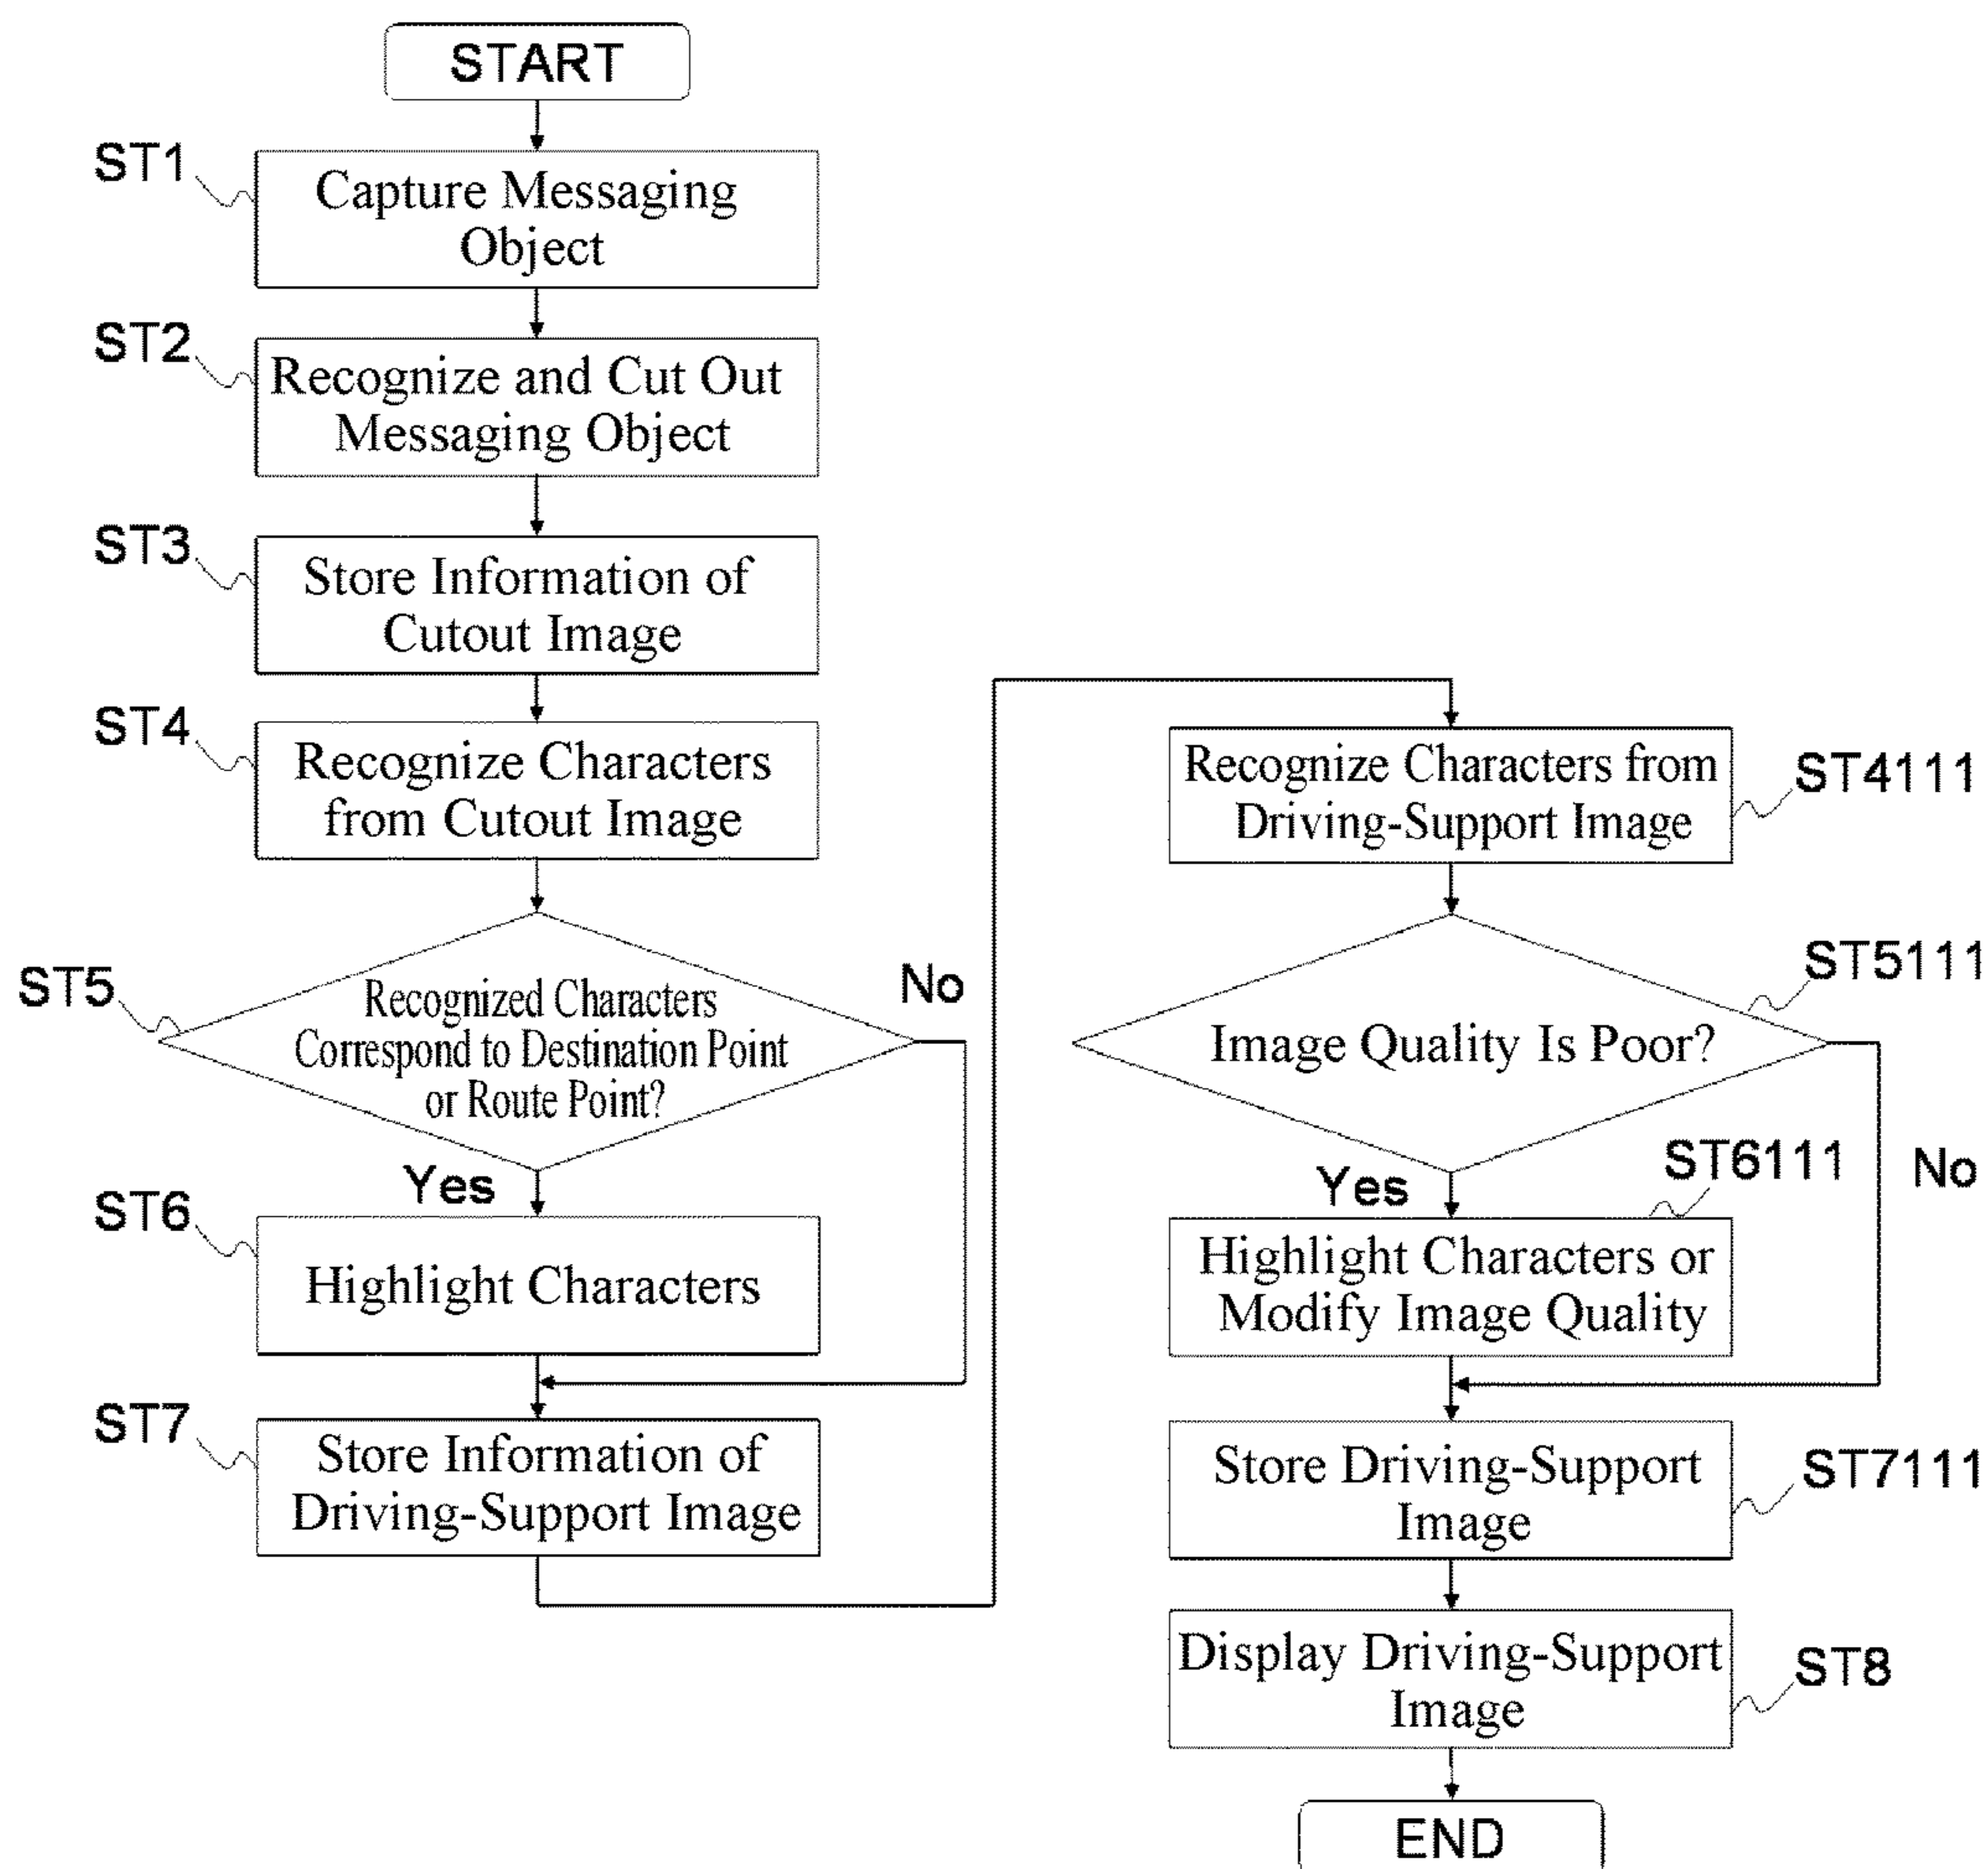 START
ST1
Capture Messaging
Object
ST2
Recognize and Cut Out
Messaging Object
ST3
Store Information of
Cutout Image
ST4
Recognize Characters
from Cutout Image
ST5
Recognized Characters
Correspond to Destination Point
or Route Point?
No
Yes
ST6
Highlight Characters
ST7
Store Information of
Driving-Support Image
Recognize Characters from
Driving-Support Image
ST4111
ST5111
Image Quality Is Poor?
Yes
ST6111
No
Highlight Characters or
Modify Image Quality
Store Driving-Support
Image
ST7111
Display Driving-Support
Image
ST8
END